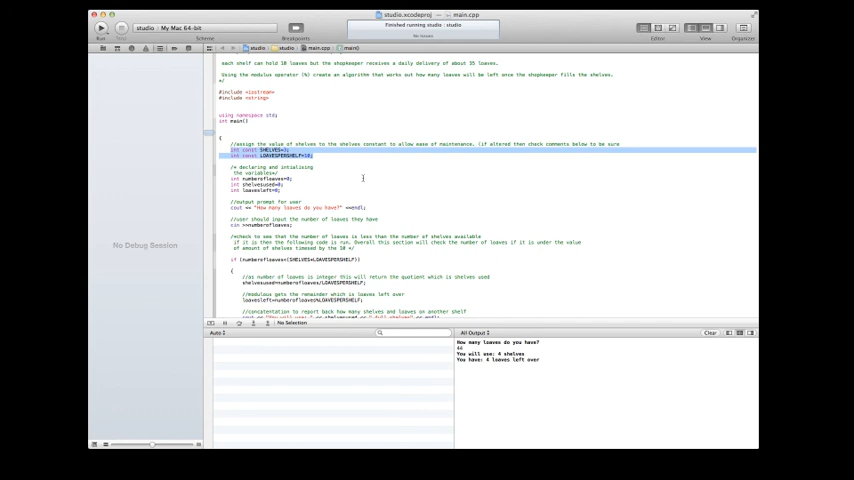 studio.xcodeproj — main.cpp
studio My Mac 64-bit
Finished running studio : studio
No Issues
Run
Stop
Scheme
Breakpoints
Editor
View
Organizer
studio
studio
main.cpp
main()
each shelf can hold 10 loaves but the shopkeeper receives a daily delivery of about 35 loaves.
Using the modulus operator (%) create an algorithm that works out how many loaves will be left once the shopkeeper fills the shelves.
*/
#include <iostream>
#include <string>
using namespace std;
int main()
{
//assign the value of shelves to the shelves constant to allow ease of maintenance. (if altered then check comments below to be sure
int const SHELVES=3;
int const LOAVESPERSHELF=10;
/* declaring and intialising
the variables*/
int numberofloaves=0;
int shelvesused=0;
int loavesleft=0;
//output prompt for user
cout << "How many loaves do you have?" <<endl;
//user should input the number of loaves they have
cin >>numberofloaves;
/*check to see that the number of loaves is less than the number of shelves available
if it is then the following code is run. Overall this section will check the number of loaves if it is under the value
of amount of shelves timesed by the 10 */
if (numberofloaves<(SHELVES*LOAVESPERSHELF))
{
//as number of loaves is integer this will return the quotient which is shelves used
shelvesused=numberofloaves/LOAVESPERSHELF;
//modulous gets the remainder which is loaves left over
loavesleft=numberofloaves%LOAVESPERSHELF;
//concatentation to report back how many shelves and loaves on another shelf
No Debug Session
No Selection
Auto
All Output
Clear
How many loaves do you have?
44
You will use: 4 shelves
You have: 4 loaves left over